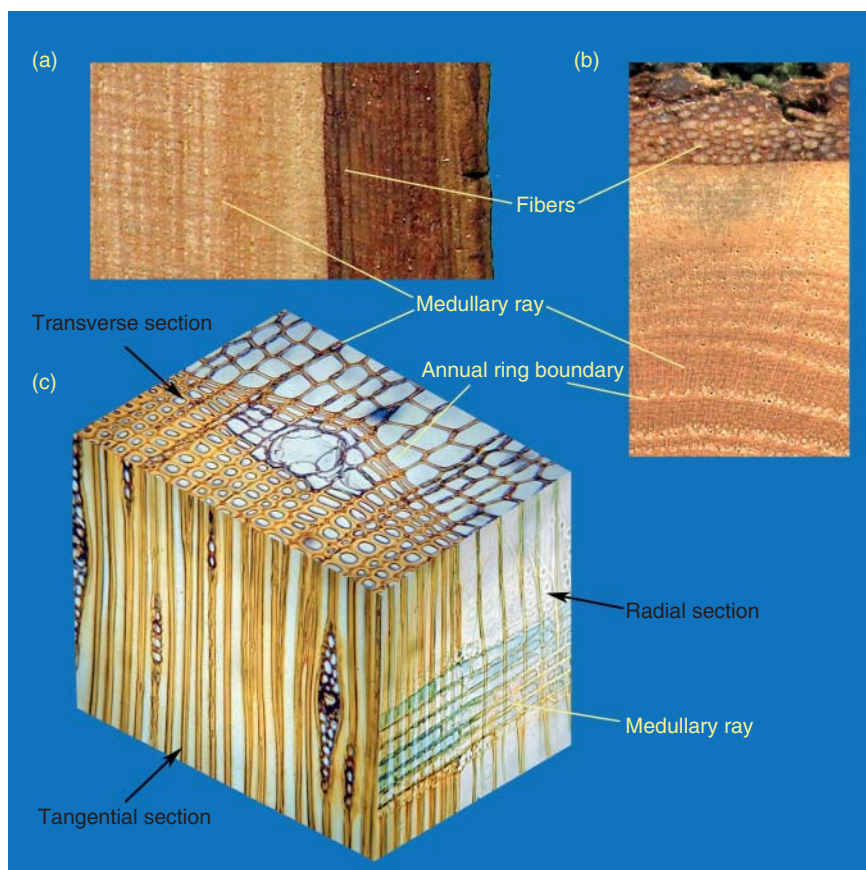 (a)
(b)
Fibers
Medullary ray
Transverse section
Annual ring boundary
(c)
Radial section
Medullary ray
Tangential section